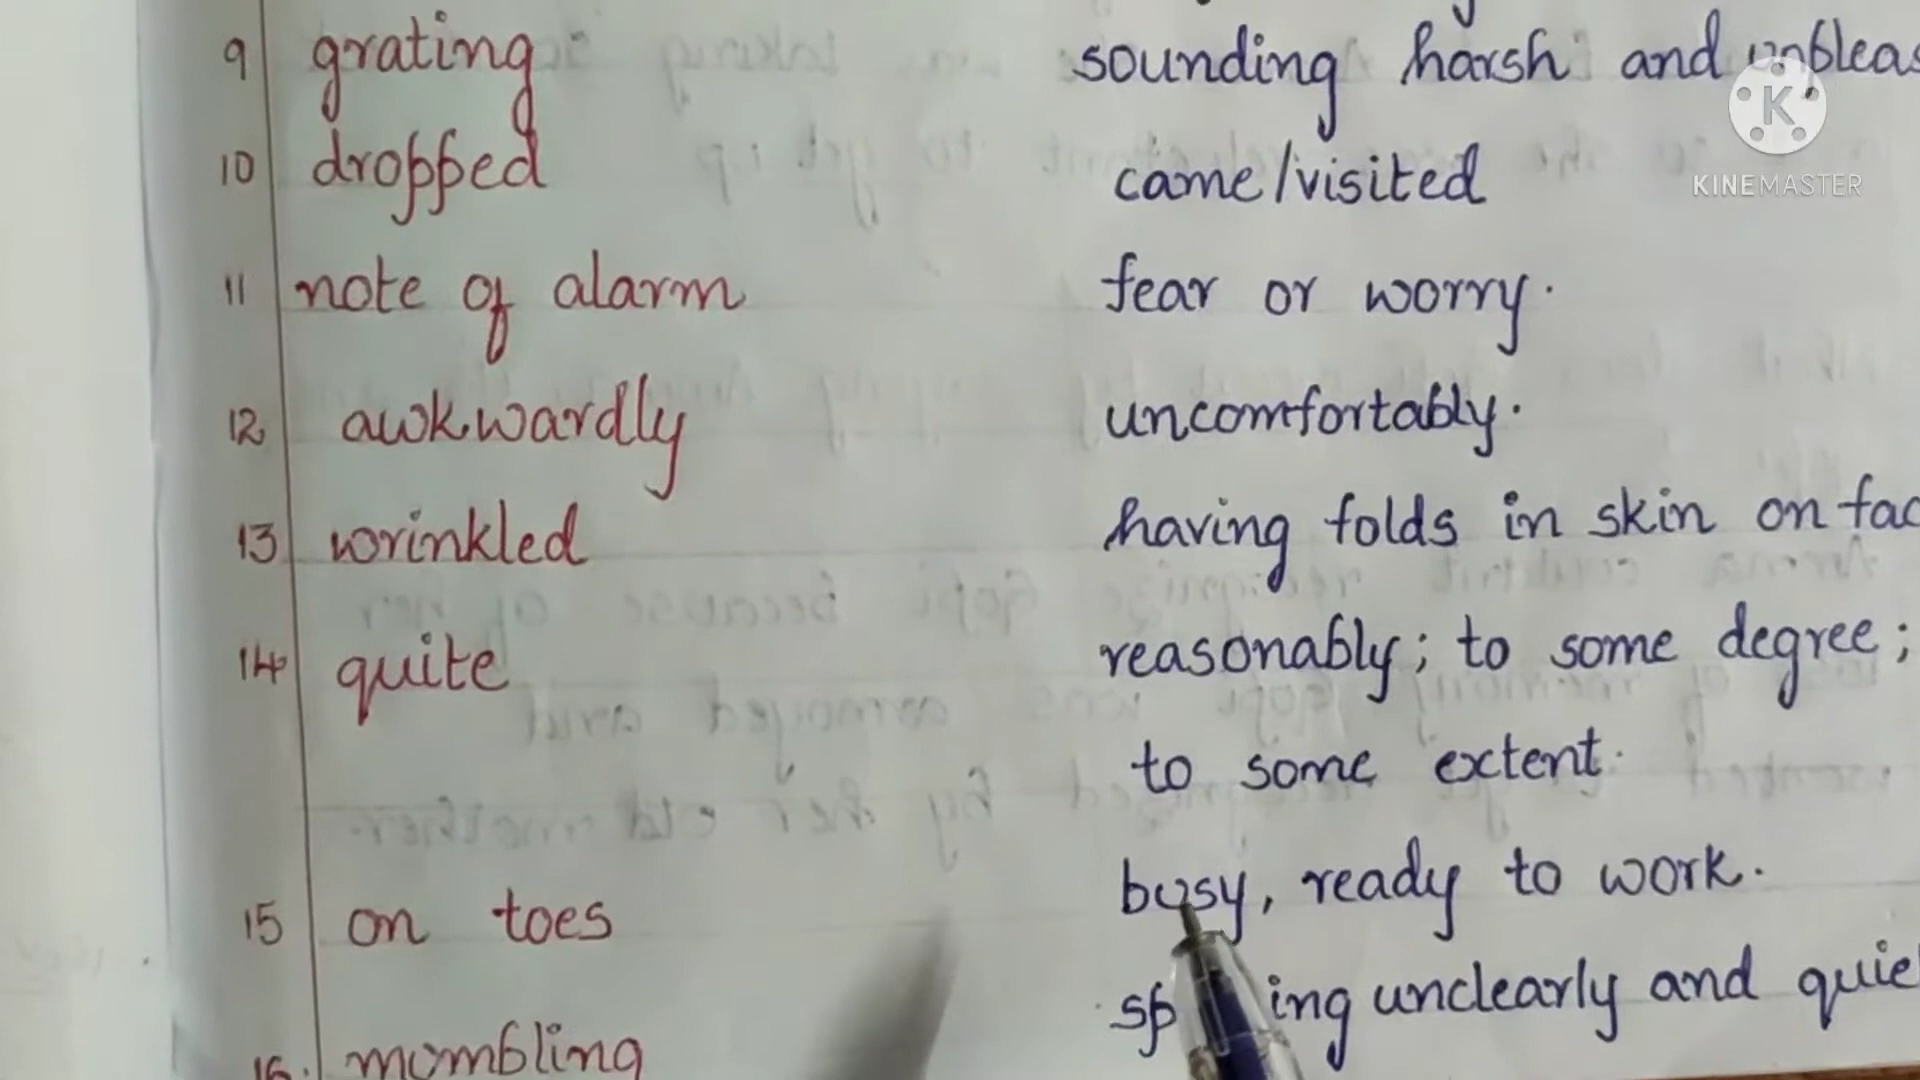 9 grating sounding harsh and
10 dropped came/visited
11 note of alarm fear or worry.
12 awkwardly uncomfortably.
13 wrinkled having folds in skin on fac
14 quite reasonably; to some degree;
to some extent.
15 on toes busy, ready to work.
16. mumbling unclearly and
KINEMASTER